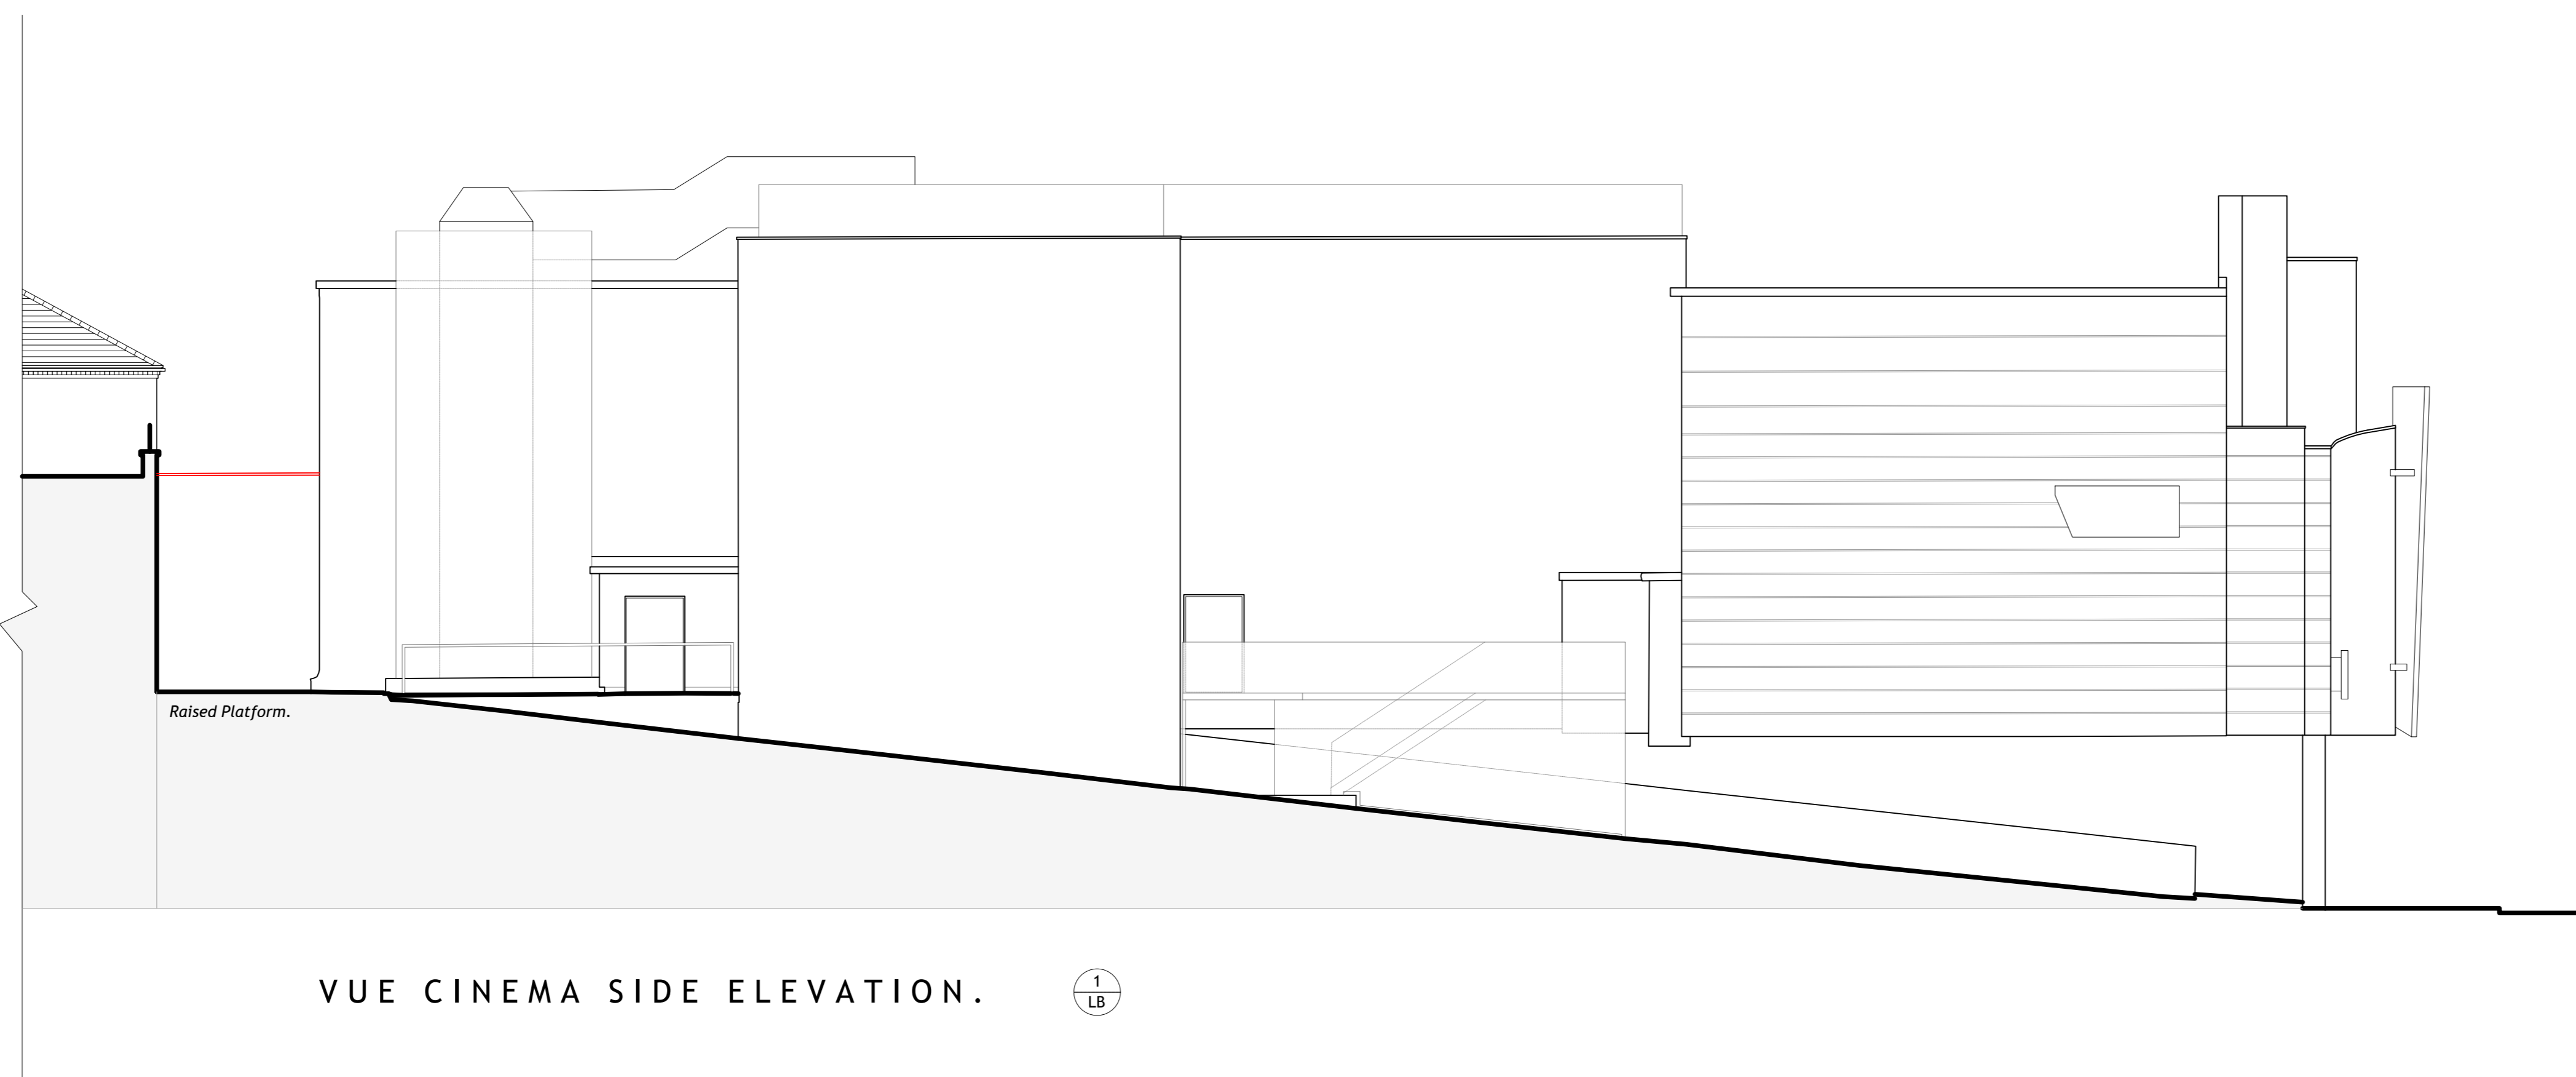 Raised Platform.
VUE CINEMA SIDE ELEVATION.
1
LB